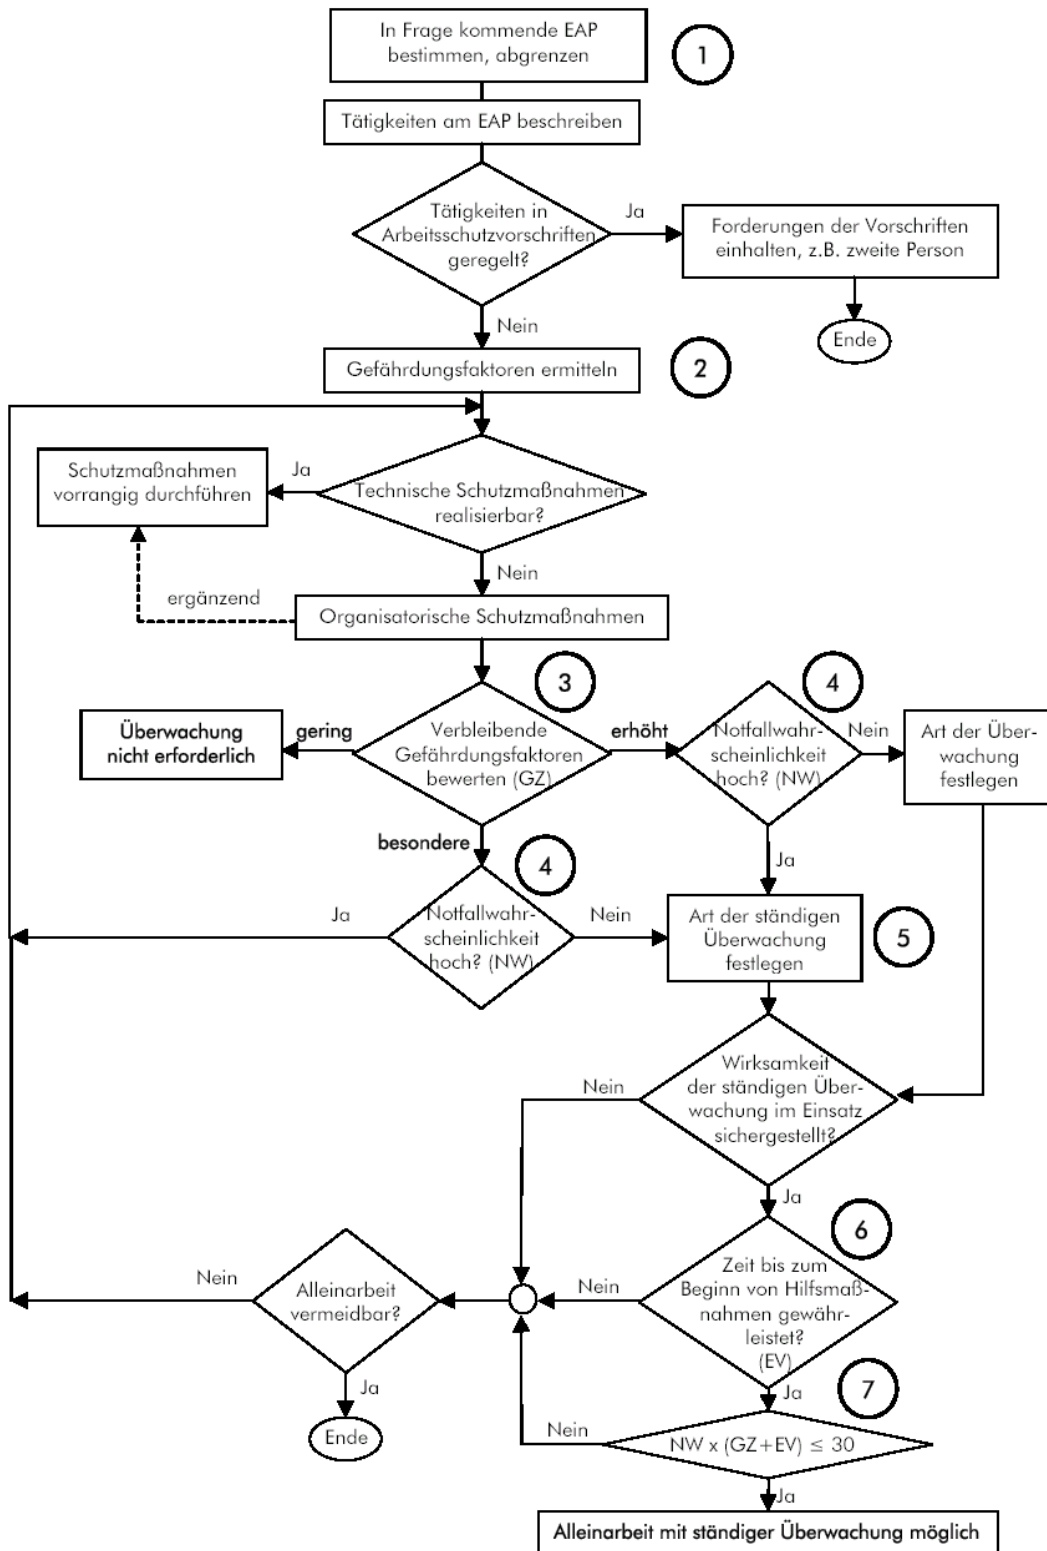 In Frage kommende EAP
bestimmen, abgrenzen
1
Tätigkeiten am EAP beschreiben
Tätigkeiten in
Arbeitsschutzvorschriften
geregelt?
Ja
Forderungen der Vorschriften
einhalten, z.B. zweite Person
Ende
Nein
Gefährdungsfaktoren ermitteln
2
Technische Schutzmaßnahmen
realisierbar?
Ja
Schutzmaßnahmen
vorrangig durchführen
Nein
ergänzend
Organisatorische Schutzmaßnahmen
3
Verbleibende
Gefährdungsfaktoren
bewerten (GZ)
gering
Überwachung
nicht erforderlich
erhöht
4
Notfallwahr-
scheinlichkeit
hoch? (NW)
Nein
Art der Über-
wachung
festlegen
besondere
4
Notfallwahr-
scheinlichkeit
hoch? (NW)
Ja
Nein
Ja
Art der ständigen
Überwachung
festlegen
5
Wirksamkeit
der ständigen Über-
wachung im Einsatz
sichergestellt?
Nein
Ja
6
Zeit bis zum
Beginn von Hilfsmaß-
nahmen gewähr-
leistet?
(EV)
Nein
Alleinarbeit
vermeidbar?
Nein
Ja
Ende
Ja
7
NW x (GZ+EV) ≤ 30
Nein
Ja
Alleinarbeit mit ständiger Überwachung möglich